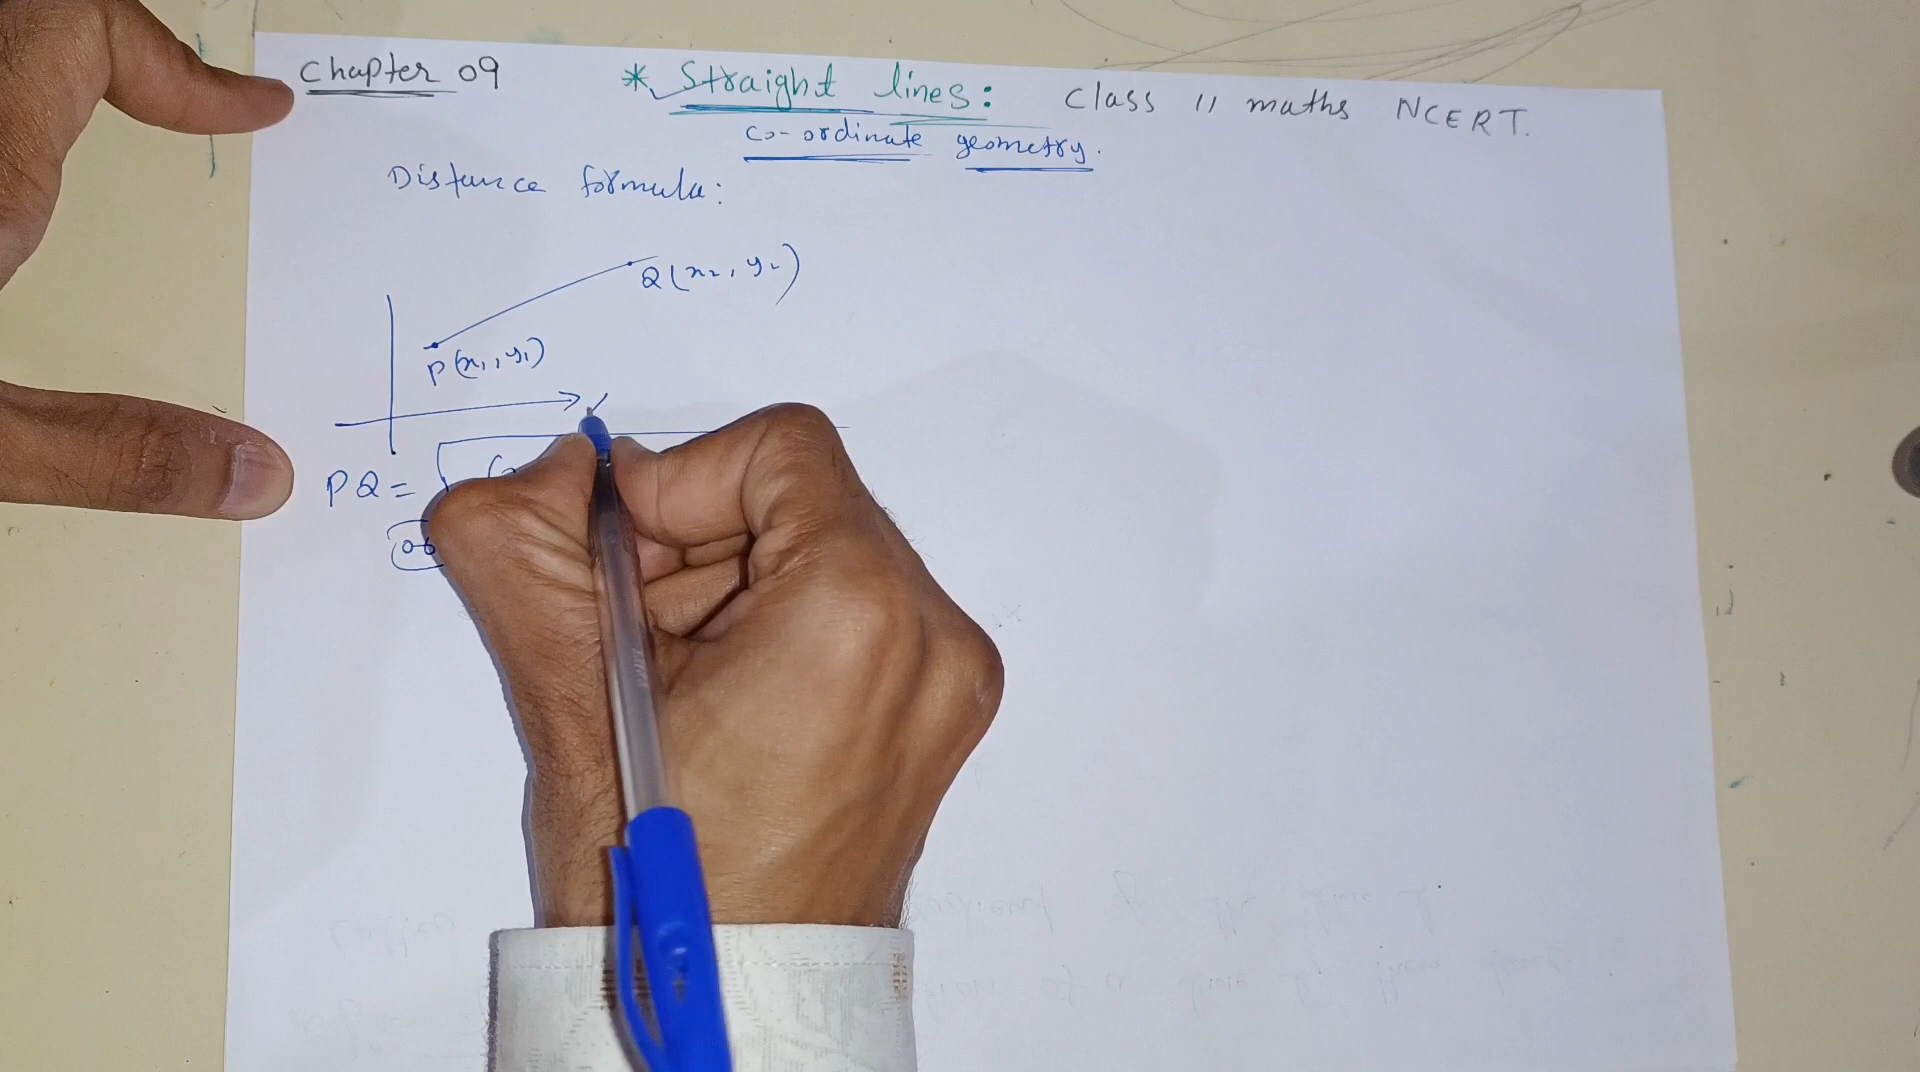 Chapter 09 * Straight lines: Class 11 maths NCERT.
Co-ordinate geometry.
Distance formula:
Q(x₂, y₂)
P(x₁, y₁)
PQ =